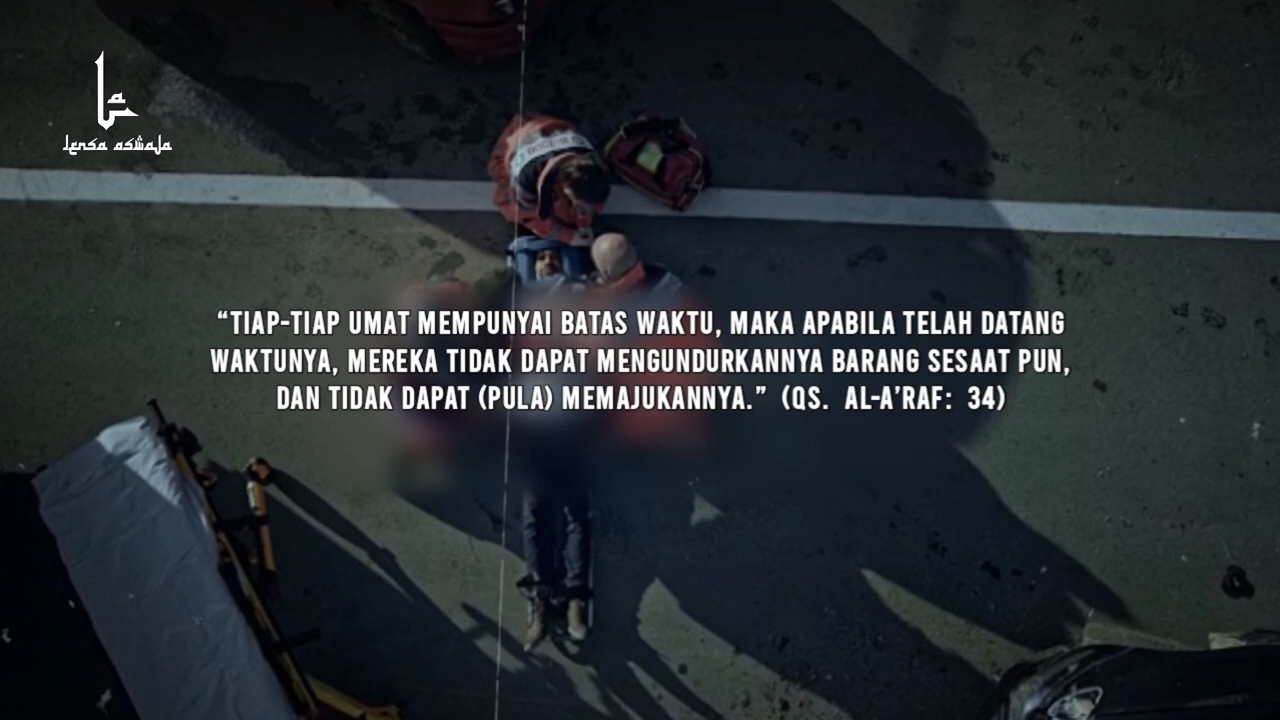 lensa aswaja
“TIAP-TIAP UMAT MEMPUNYAI BATAS WAKTU, MAKA APABILA TELAH DATANG
WAKTUNYA, MEREKA TIDAK DAPAT MENGUNDURKANNYA BARANG SESAAT PUN,
DAN TIDAK DAPAT (PULA) MEMAJUKANNYA.” (QS. AL-A’RAF: 34)